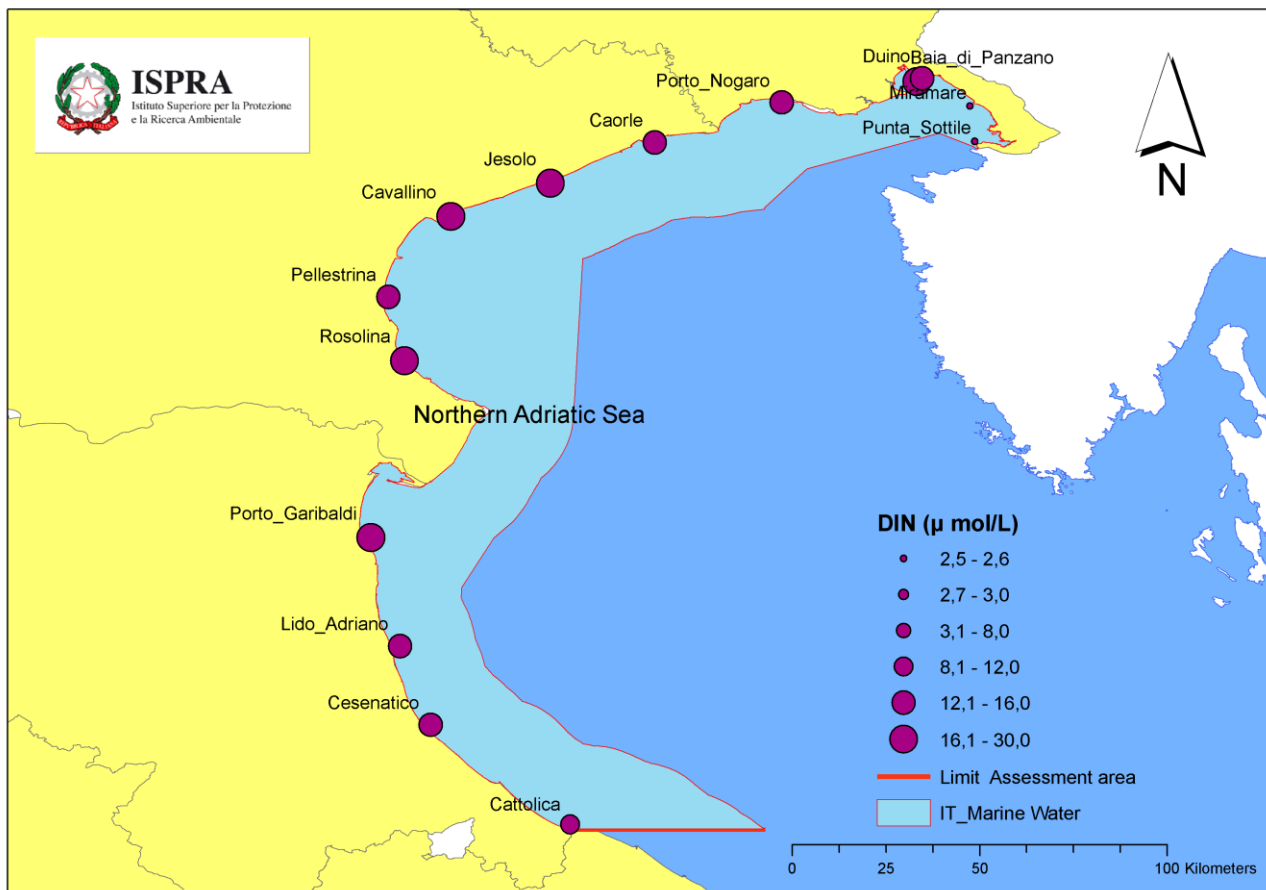 ISPRA
Istituto Superiore per la Protezione
e la Ricerca Ambientale
Duino
Baia_di_Panzano
Porto_Nogaro
Miramare
Caorle
Punta_Sottile
Jesolo
N
Cavallino
Pellestrina
Rosolina
Northern Adriatic Sea
Porto_Garibaldi
Lido_Adriano
Cesenatico
Cattolica
DIN (µ mol/L)
2,5 - 2,6
2,7 - 3,0
3,1 - 8,0
8,1 - 12,0
12,1 - 16,0
16,1 - 30,0
Limit Assessment area
IT_Marine Water
0 25 50 100 Kilometers